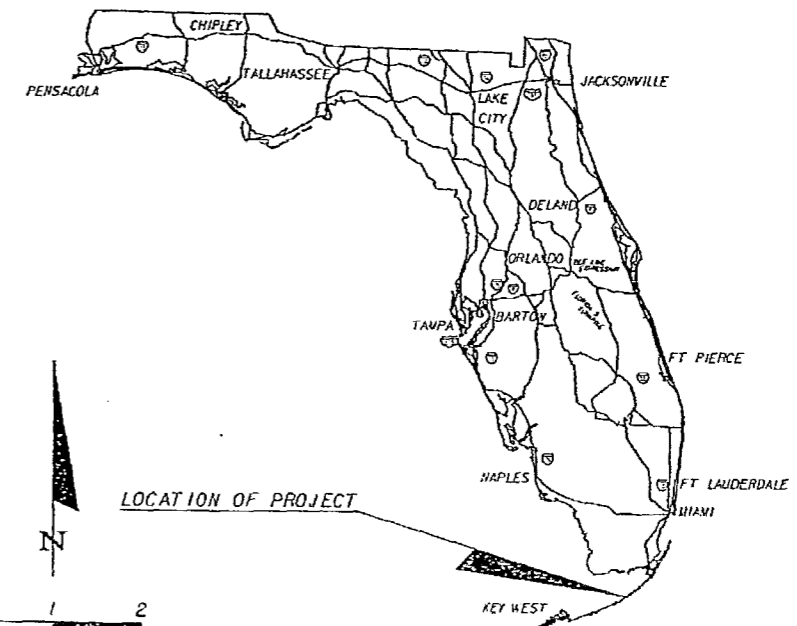 CHIPLEY
PENSACOLA
TALLAHASSEE
LAKE
CITY
JACKSONVILLE
DELAND
ORLANDO
TAMPA
BARTOW
FT PIERCE
NAPLES
FT LAUDERDALE
MIAMI
LOCATION OF PROJECT
N
1 2
KEY WEST